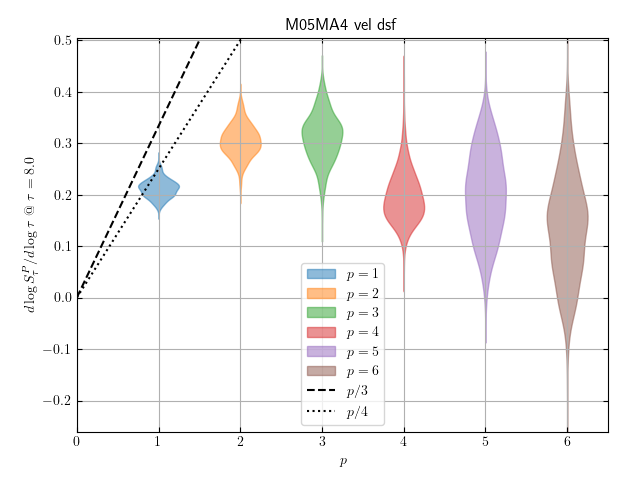 M05MA4 vel dsf
d log S_τ^P / d log τ @ τ = 8.0
0.5
0.4
0.3
0.2
0.1
0.0
−0.1
−0.2
p = 1
p = 2
p = 3
p = 4
p = 5
p = 6
p/3
p/4
0 1 2 3 4 5 6
p